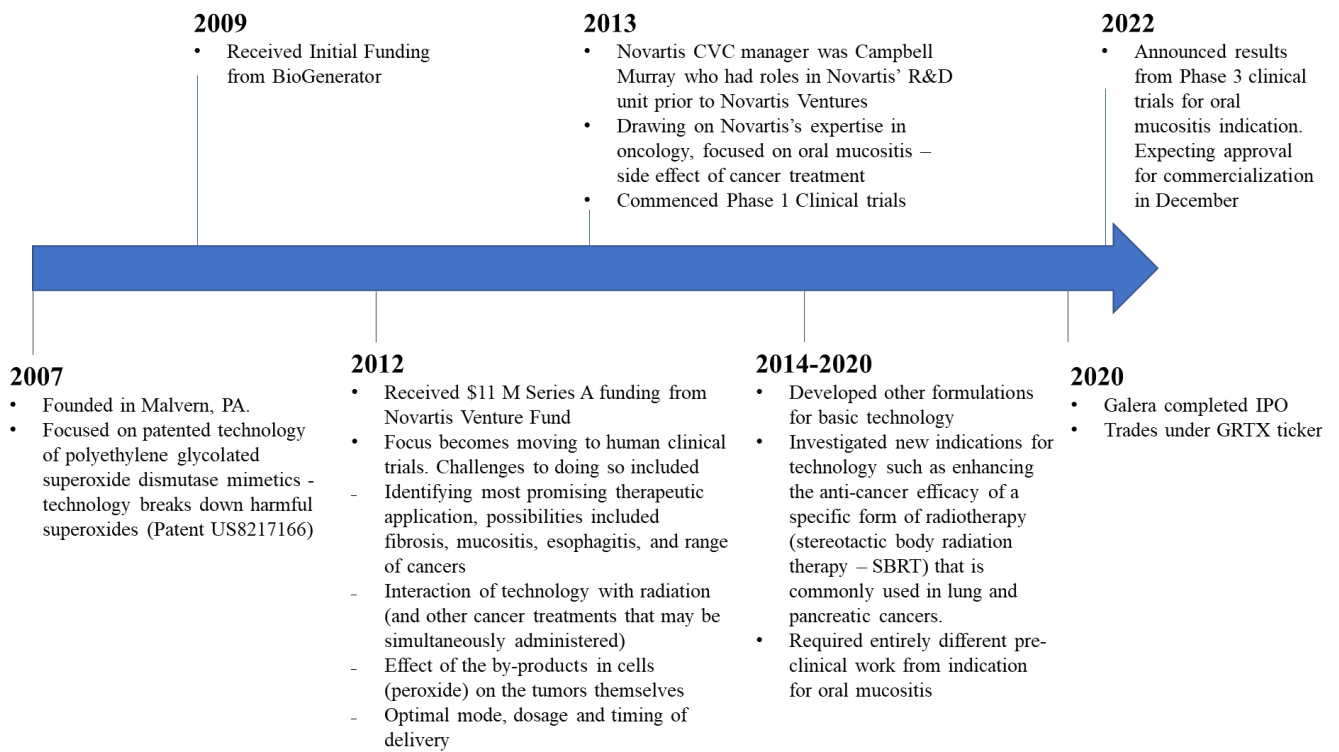 2009
• Received Initial Funding
from BioGenerator
2013
• Novartis CVC manager was Campbell
Murray who had roles in Novartis’ R&D
unit prior to Novartis Ventures
• Drawing on Novartis’s expertise in
oncology, focused on oral mucositis –
side effect of cancer treatment
• Commenced Phase 1 Clinical trials
2022
• Announced results
from Phase 3 clinical
trials for oral
mucositis indication.
Expecting approval
for commercialization
in December
2007
• Founded in Malvern, PA.
• Focused on patented technology
of polyethylene glycolated
superoxide dismutase mimetics -
technology breaks down harmful
superoxides (Patent US8217166)
2012
• Received $11 M Series A funding from
Novartis Venture Fund
• Focus becomes moving to human clinical
trials. Challenges to doing so included
– Identifying most promising therapeutic
application, possibilities included
fibrosis, mucositis, esophagitis, and range
of cancers
– Interaction of technology with radiation
(and other cancer treatments that may be
simultaneously administered)
– Effect of the by-products in cells
(peroxide) on the tumors themselves
– Optimal mode, dosage and timing of
delivery
2014-2020
• Developed other formulations
for basic technology
• Investigated new indications for
technology such as enhancing
the anti-cancer efficacy of a
specific form of radiotherapy
(stereotactic body radiation
therapy – SBRT) that is
commonly used in lung and
pancreatic cancers.
• Required entirely different pre-
clinical work from indication
for oral mucositis
2020
• Galera completed IPO
• Trades under GRTX ticker